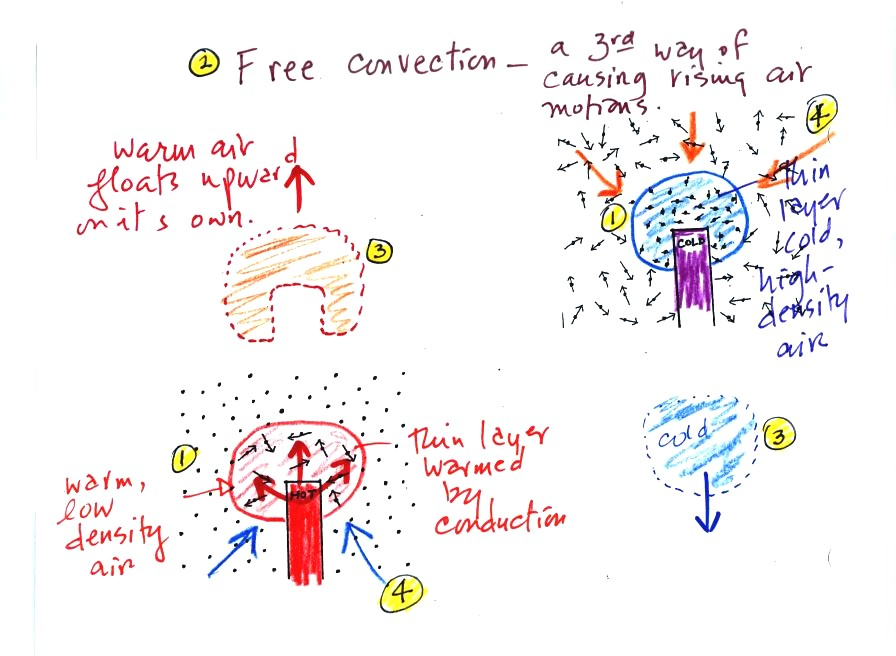 ② Free convection — a 3rd way of
causing rising air
motions.
warm air
floats upward
on it's own.
3
4
1
COLD
thin
layer
cold,
high-
density
air
1
warm,
low
density
air
HOT
thin layer
warmed
by
conduction
4
cold
3